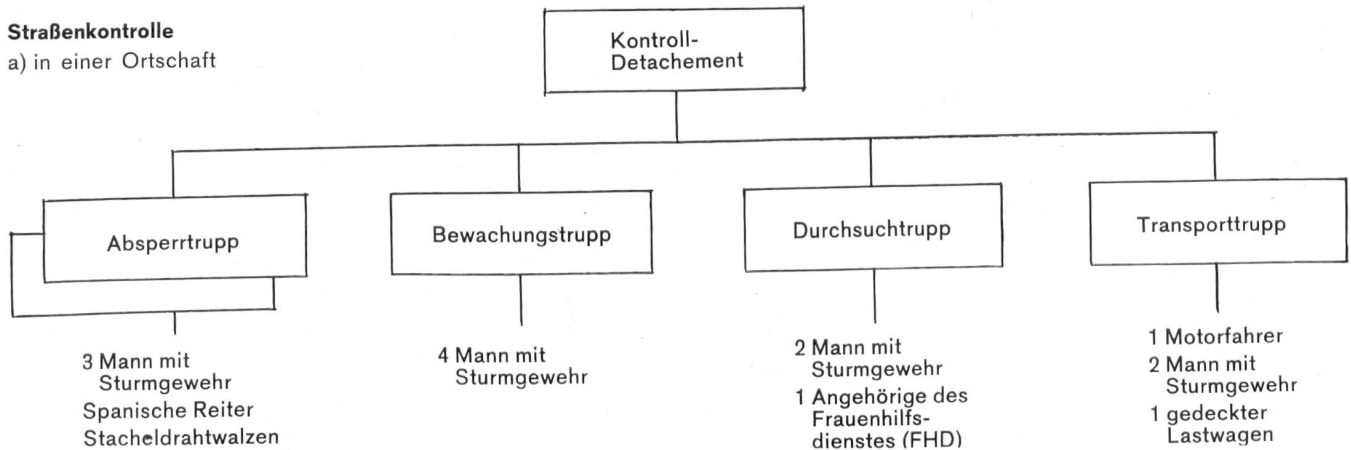 Straßenkontrolle
a) in einer Ortschaft
Kontroll-
Detachement
Absperrtrupp
Bewachungstrupp
Durchsuchtrupp
Transporttrupp
3 Mann mit
Sturmgewehr
Spanische Reiter
Stacheldrahtwalzen
4 Mann mit
Sturmgewehr
2 Mann mit
Sturmgewehr
1 Angehörige des
Frauenhilfs-
dienstes (FHD)
1 Motorfahrer
2 Mann mit
Sturmgewehr
1 gedeckter
Lastwagen